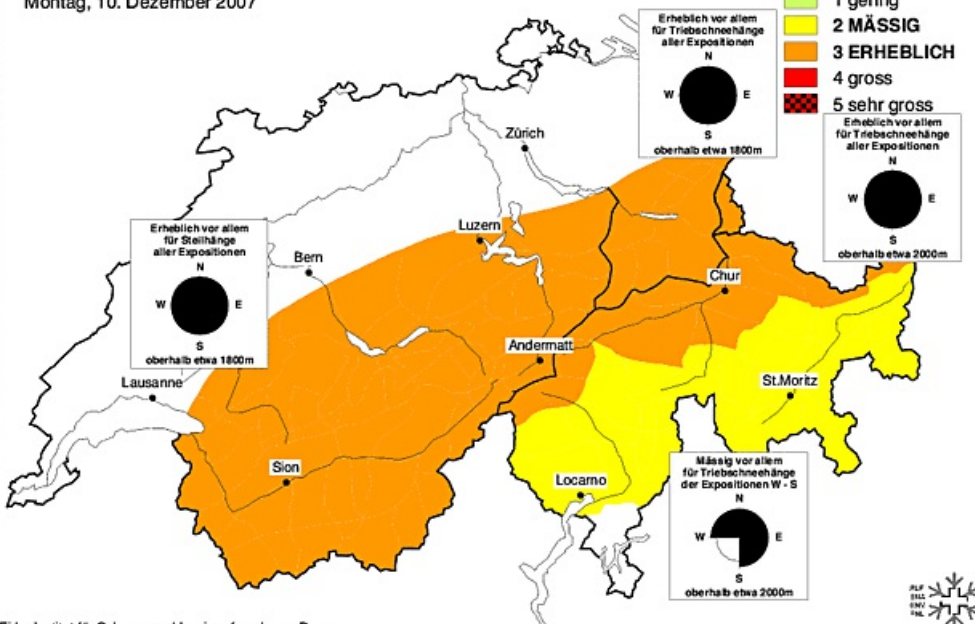 Montag, 10. Dezember 2007
1 gering
2 MÄSSIG
3 ERHEBLICH
4 gross
5 sehr gross
Erheblich vor allem
für Triebschneehänge
aller Expositionen
N
W E
S
oberhalb etwa 1800m
Erheblich vor allem
für Triebschneehänge
aller Expositionen
N
W E
S
oberhalb etwa 2000m
Erheblich vor allem
für Steilhänge
aller Expositionen
N
W E
S
oberhalb etwa 1800m
Zürich
Luzern
Bern
Chur
Andermatt
Lausanne
St.Moritz
Sion
Locarno
Mässig vor allem
für Triebschneehänge
der Expositionen W - S
N
W E
S
oberhalb etwa 2000m